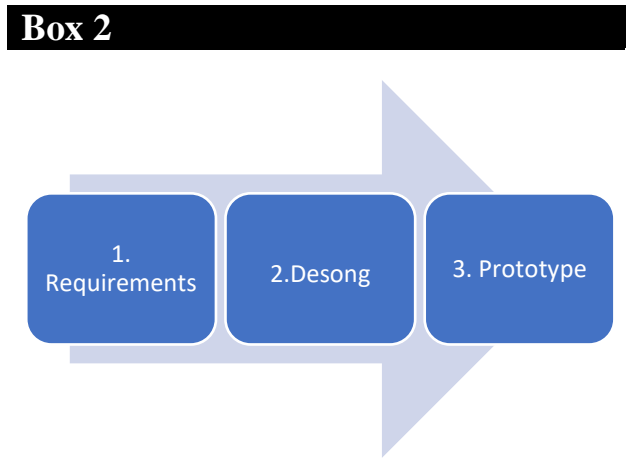 Box 2
1.
Requirements
2.Desong
3. Prototype